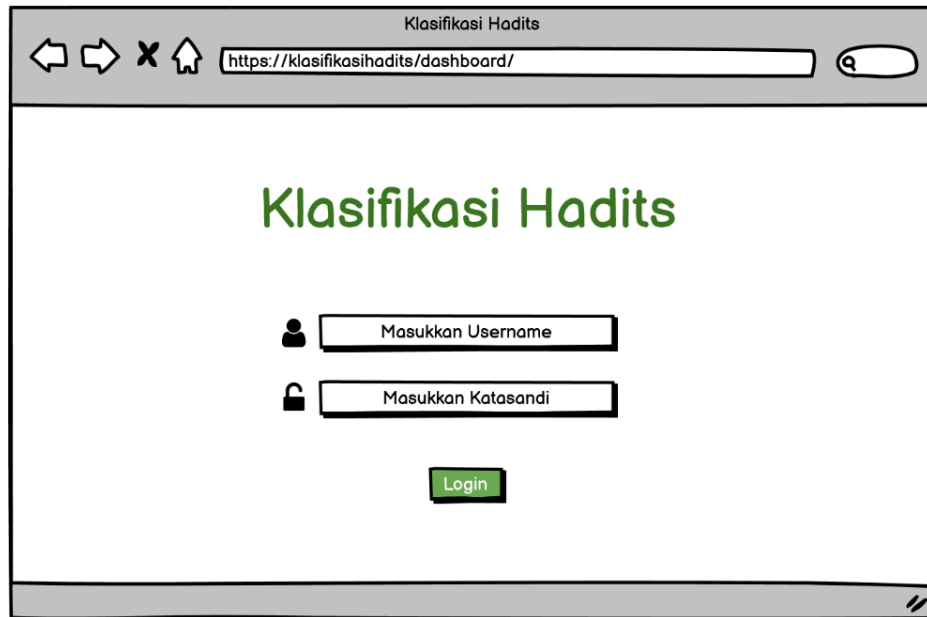 Klasifikasi Hadits
https://klasifikasihadits/dashboard/
Klasifikasi Hadits
Masukkan Username
Masukkan Katasandi
Login